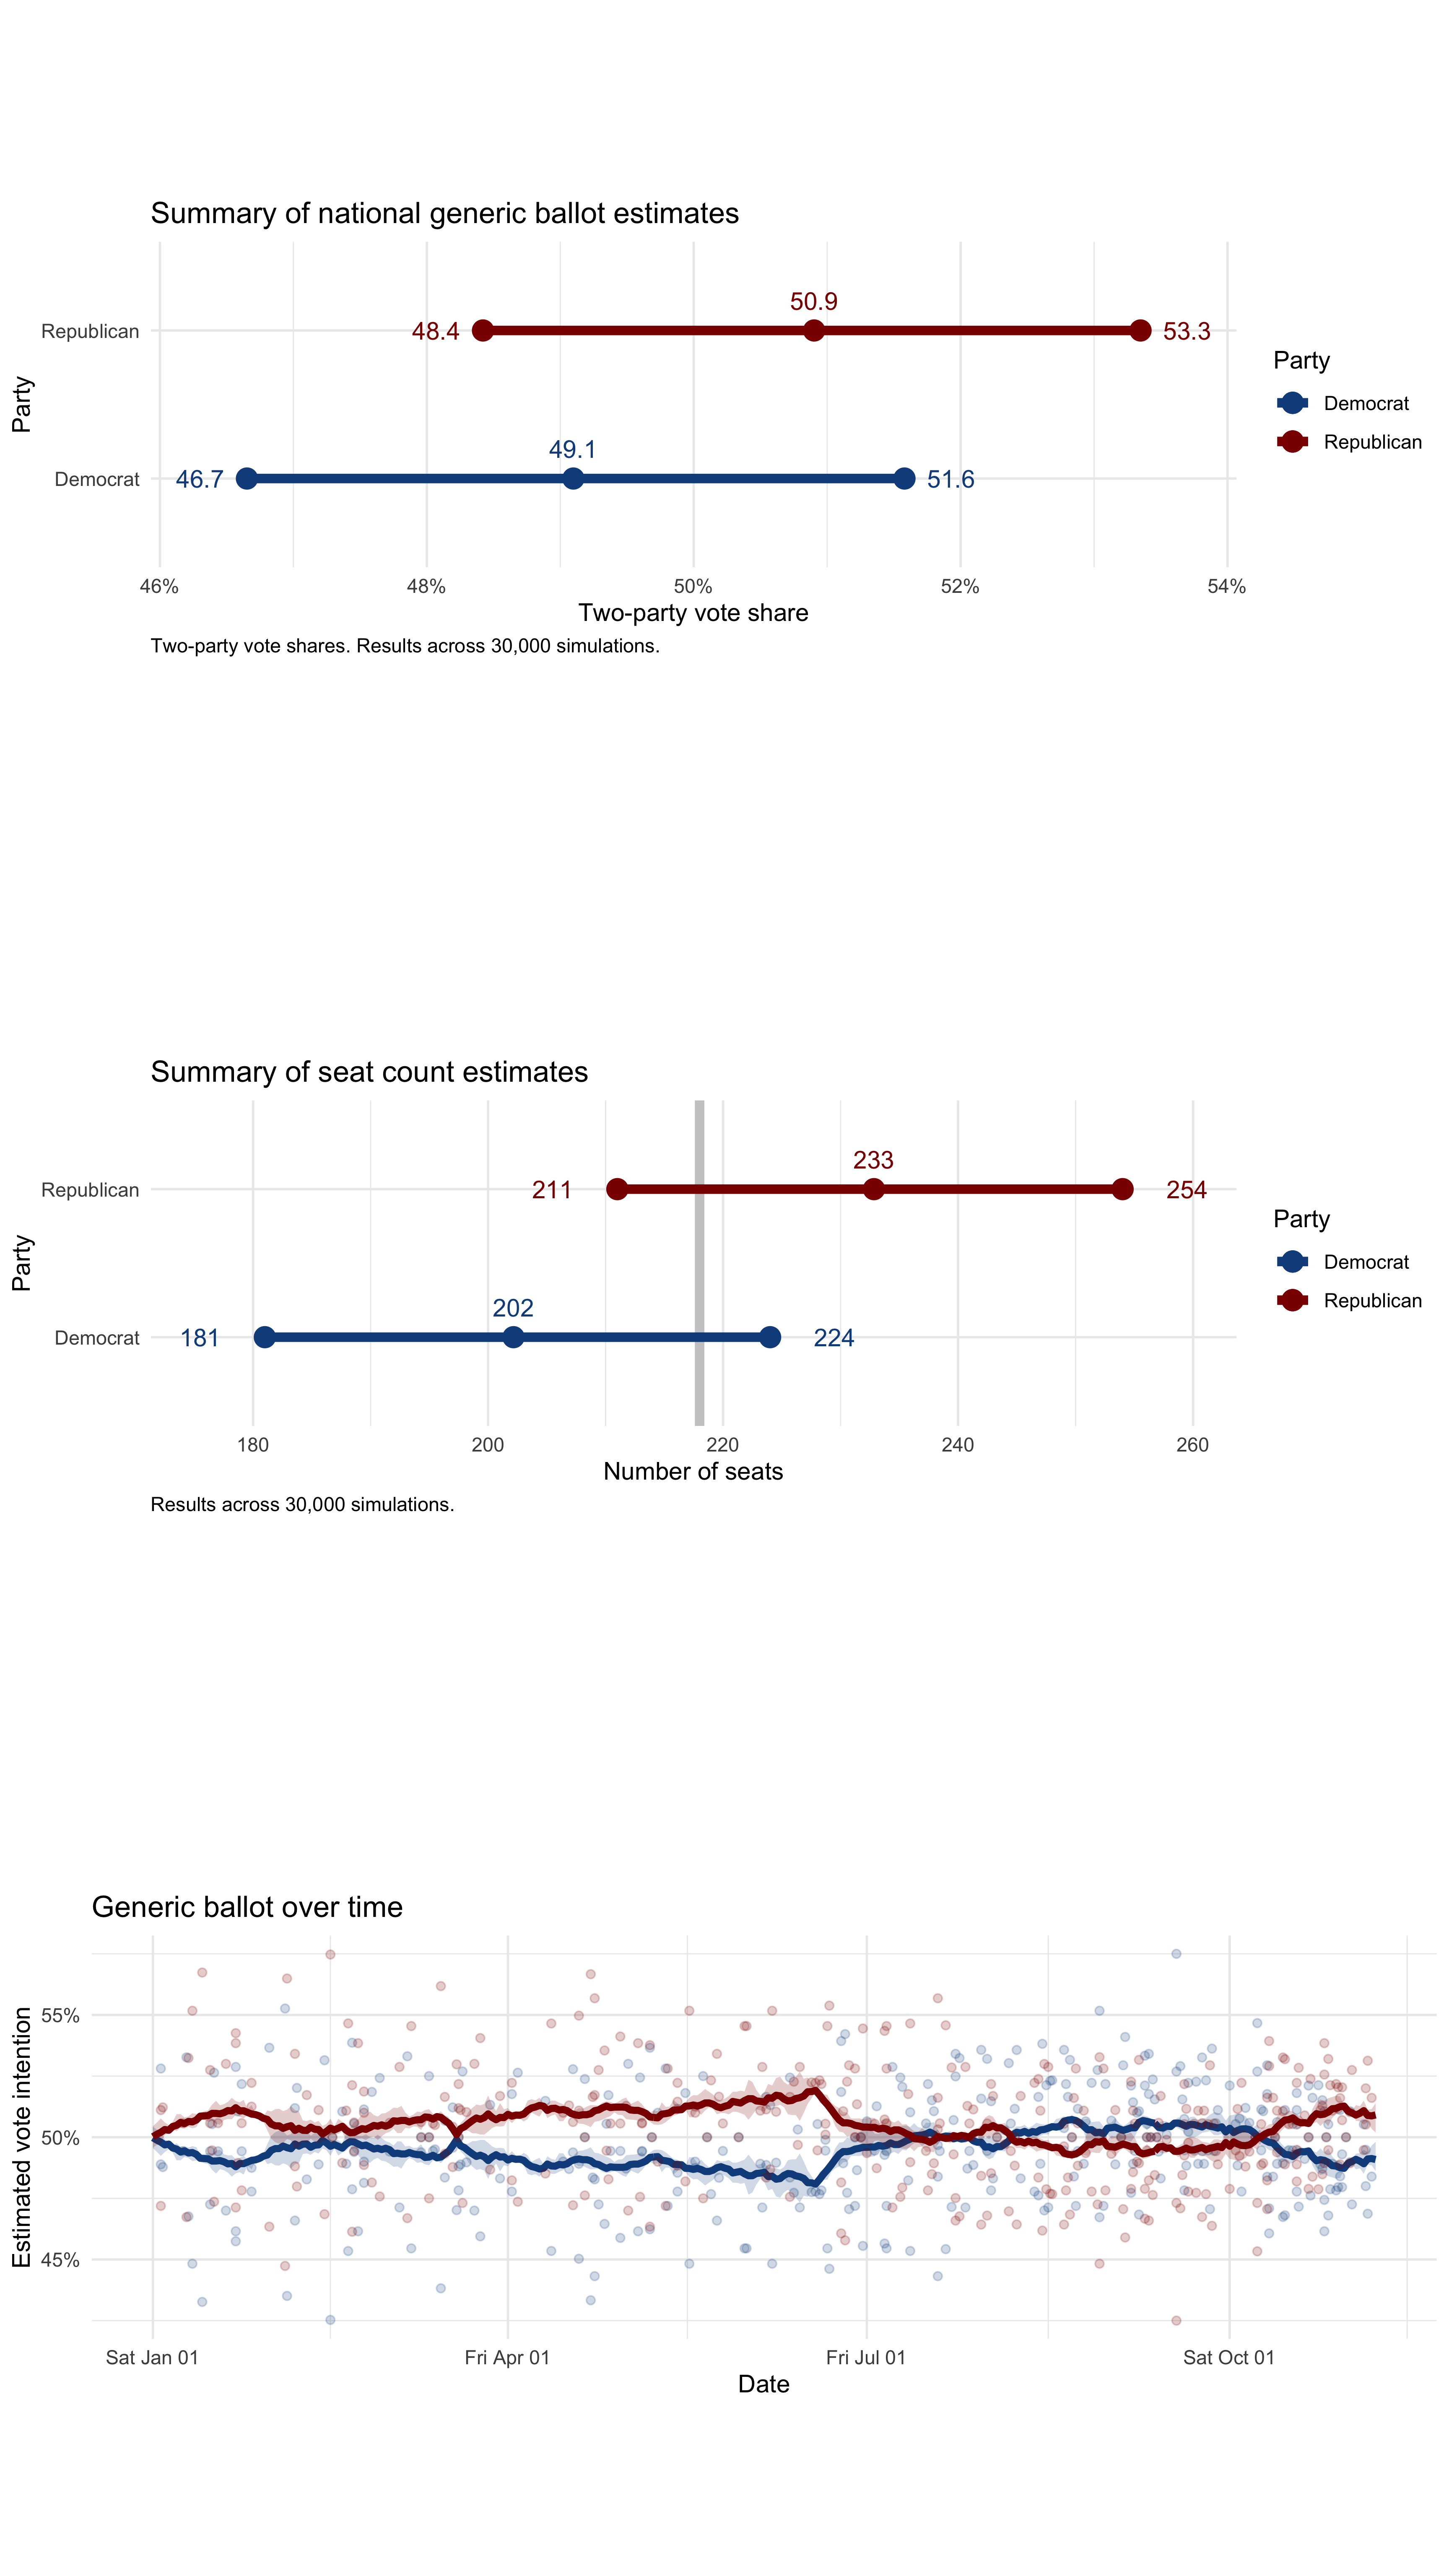 Summary of national generic ballot estimates
50.9
Republican
48.4
53.3
Party
Party
Democrat
49.1
Republican
Democrat
46.7
51.6
46%
48%
50%
52%
54%
Two-party vote share
Two-party vote shares. Results across 30,000 simulations.
Summary of seat count estimates
233
Republican
211
254
Party
Party
Democrat
202
Republican
Democrat
181
224
180
200
220
240
260
Number of seats
Results across 30,000 simulations.
Generic ballot over time
Estimated vote intention
55%
50%
45%
Sat Jan 01
Fri Apr 01
Fri Jul 01
Sat Oct 01
Date